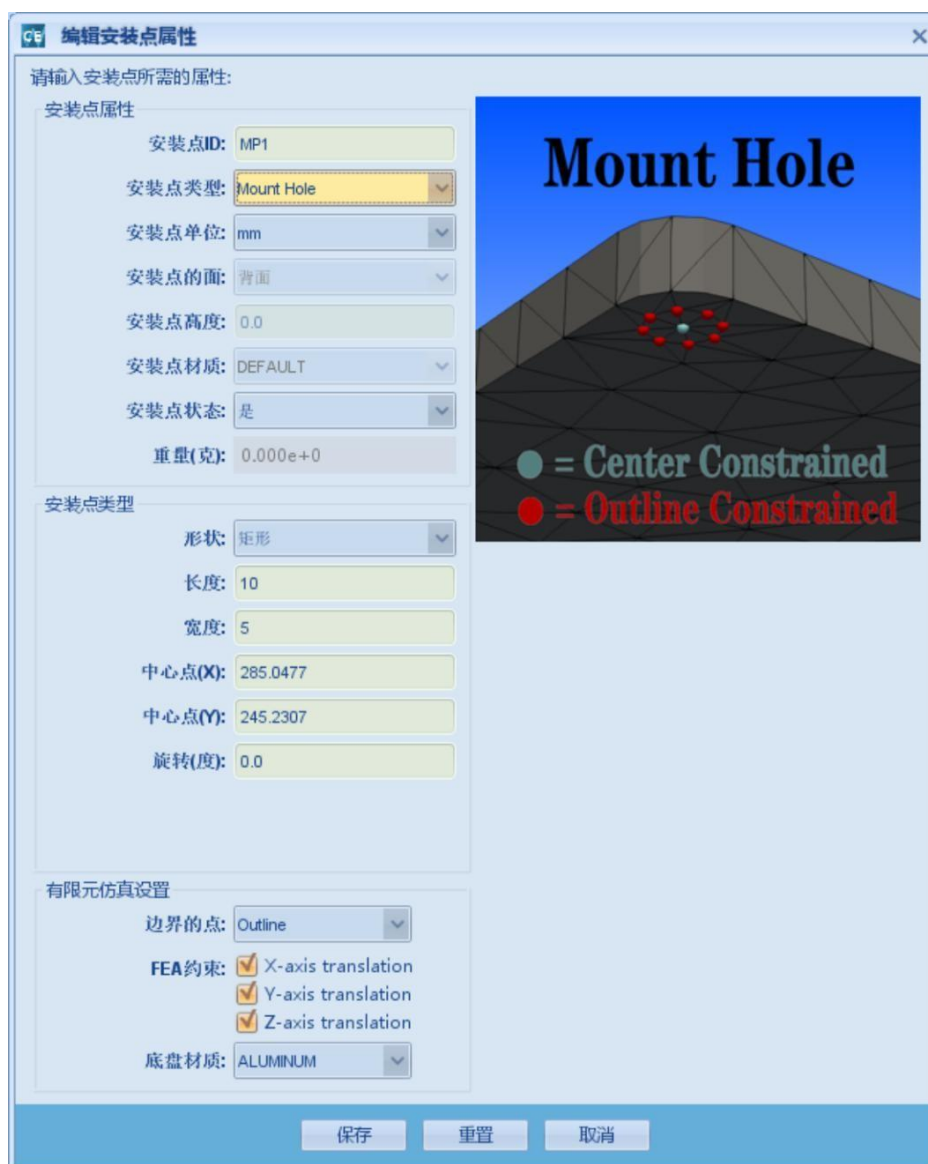 CB 编辑安装点属性
请输入安装点所需的属性:
安装点属性
安装点ID: MP1
安装点类型: Mount Hole
安装点单位: mm
安装点的面: 背面
安装点高度: 0.0
安装点材质: DEFAULT
安装点状态: 是
重量(克): 0.000e+0
Mount Hole
= Center Constrained
= Outline Constrained
安装点类型
形状: 矩形
长度: 10
宽度: 5
中心点(X): 285.0477
中心点(Y): 245.2307
旋转(度): 0.0
有限元仿真设置
边界的点: Outline
FEA约束: X-axis translation
Y-axis translation
Z-axis translation
底盘材质: ALUMINUM
保存 重置 取消